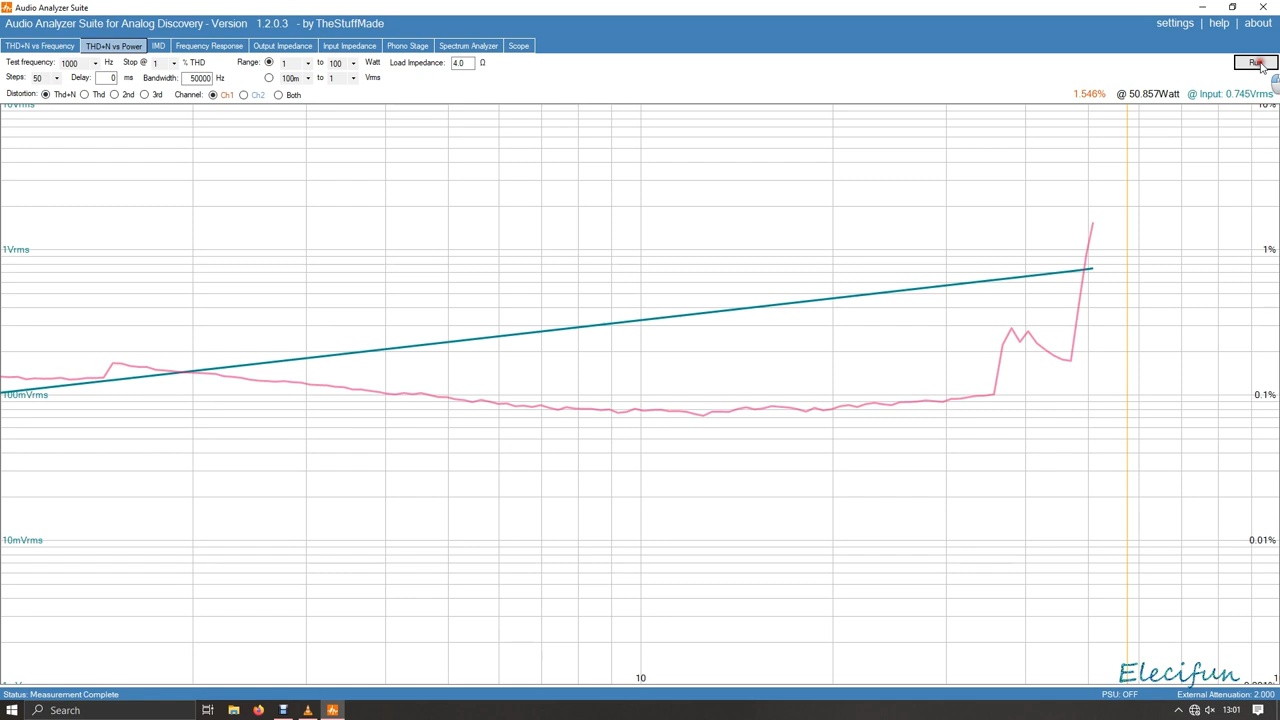 Audio Analyzer Suite
Audio Analyzer Suite for Analog Discovery - Version 1.2.0.3 - by TheStuffMade
settings | help | about
THD+N vs Frequency THD+N vs Power IMD Frequency Response Output Impedance Input Impedance Phono Stage Spectrum Analyzer Scope
Test frequency: 1000 Hz Stop @ 1 % THD Range: 1 to 100 Watt Load Impedance: 4.0 Ω
Steps: 50 Delay: 0 ms Bandwidth: 50000 Hz 100m to 1 Vrms
Distortion: Thd+N Thd 2nd 3rd Channel: Ch1 Ch2 Both
1.546% @ 50.857Watt @ Input: 0.745Vrms
10Vrms 10%
1Vrms 1%
100mVrms 0.1%
10mVrms 0.01%
10
Elecifun
Status: Measurement Complete PSU: OFF External Attenuation: 2.000
Search 13:01